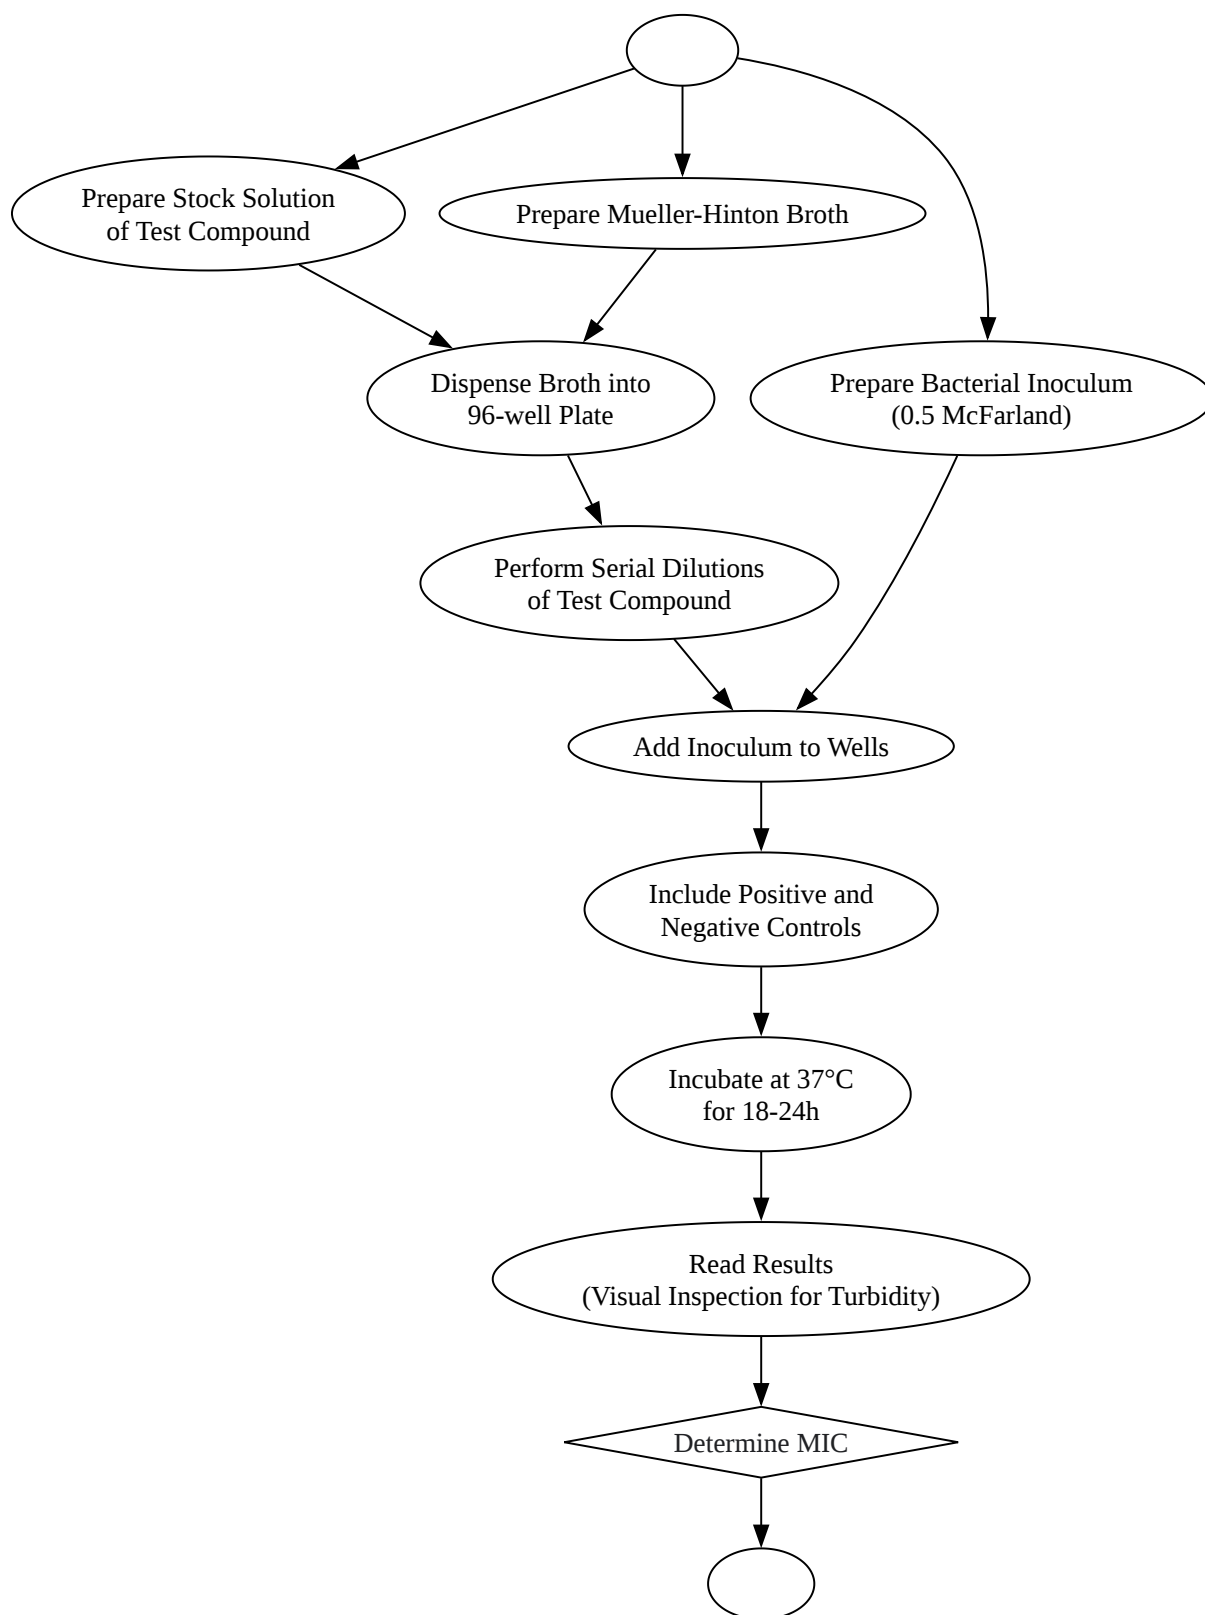 Prepare Stock Solution
of Test Compound
Prepare Mueller-Hinton Broth
Dispense Broth into
96-well Plate
Prepare Bacterial Inoculum
(0.5 McFarland)
Perform Serial Dilutions
of Test Compound
Add Inoculum to Wells
Include Positive and
Negative Controls
Incubate at 37°C
for 18-24h
Read Results
(Visual Inspection for Turbidity)
Determine MIC